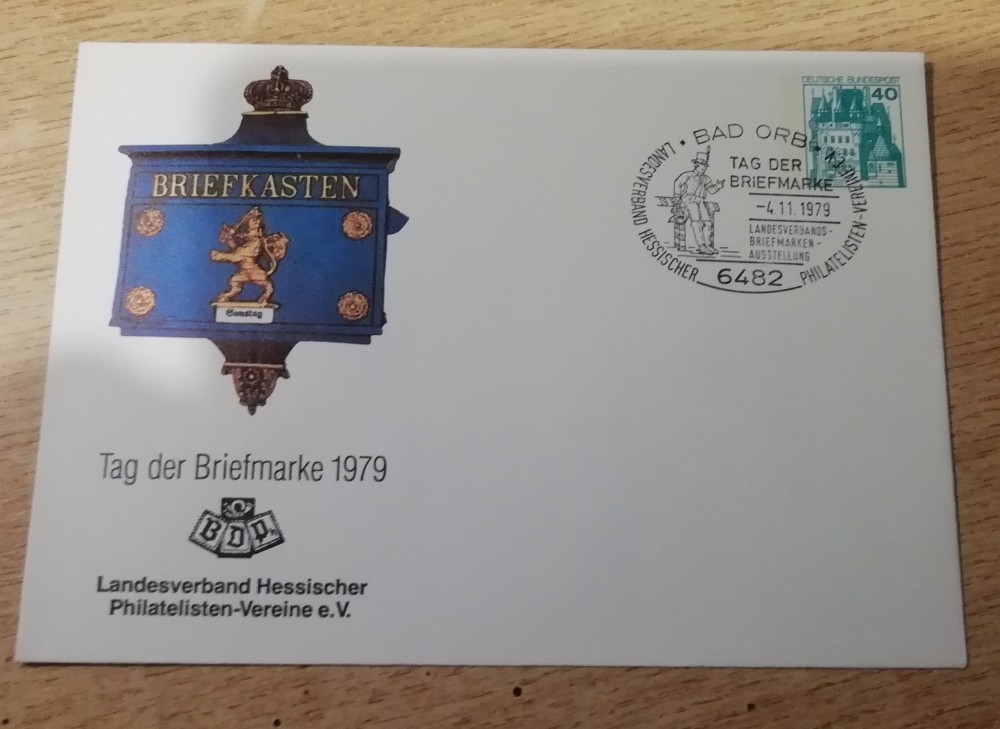 BRIEFKASTEN
Samstag
Tag der Briefmarke 1979
BDPh
Landesverband Hessischer
Philatelisten-Vereine e.V.
DEUTSCHE BUNDESPOST
40
· BAD ORB ·
LANDESVERBAND HESSISCHER
PHILATELISTEN-VEREINE e.V.
TAG DER
BRIEFMARKE
-4.11.1979
LANDESVERBANDS-
BRIEFMARKEN-
AUSSTELLUNG
6482